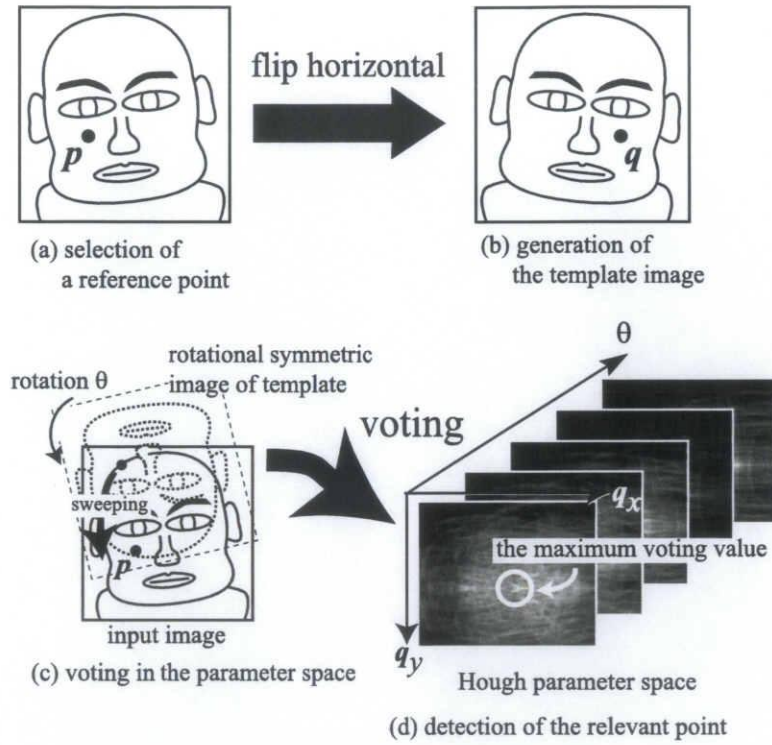 flip horizontal
p
q
(a) selection of
a reference point
(b) generation of
the template image
rotational symmetric
image of template
rotation θ
sweeping
p
input image
(c) voting in the parameter space
voting
θ
qx
the maximum voting value
qy
Hough parameter space
(d) detection of the relevant point